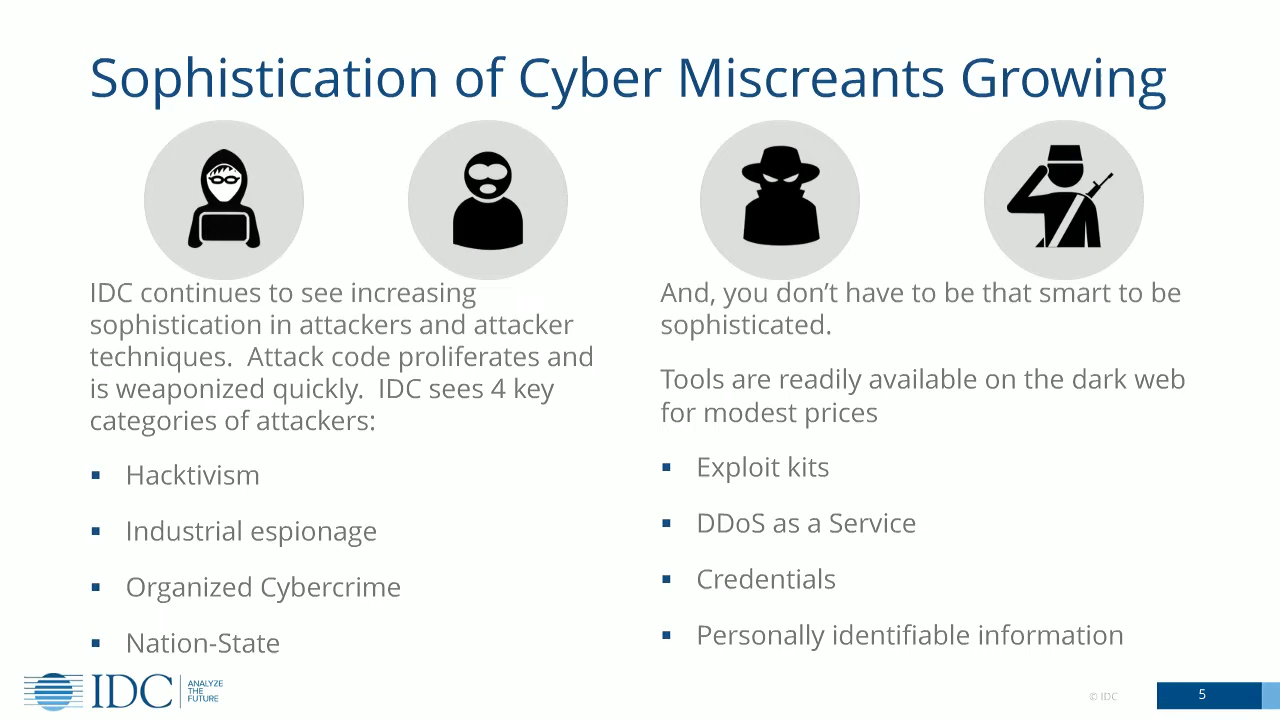 Sophistication of Cyber Miscreants Growing
IDC continues to see increasing
sophistication in attackers and attacker
techniques.  Attack code proliferates and
is weaponized quickly.  IDC sees 4 key
categories of attackers:
▪ Hacktivism
▪ Industrial espionage
▪ Organized Cybercrime
▪ Nation-State
And, you don’t have to be that smart to be
sophisticated.
Tools are readily available on the dark web
for modest prices
▪ Exploit kits
▪ DDoS as a Service
▪ Credentials
▪ Personally identifiable information
IDC
ANALYZE
THE
FUTURE
© IDC
5